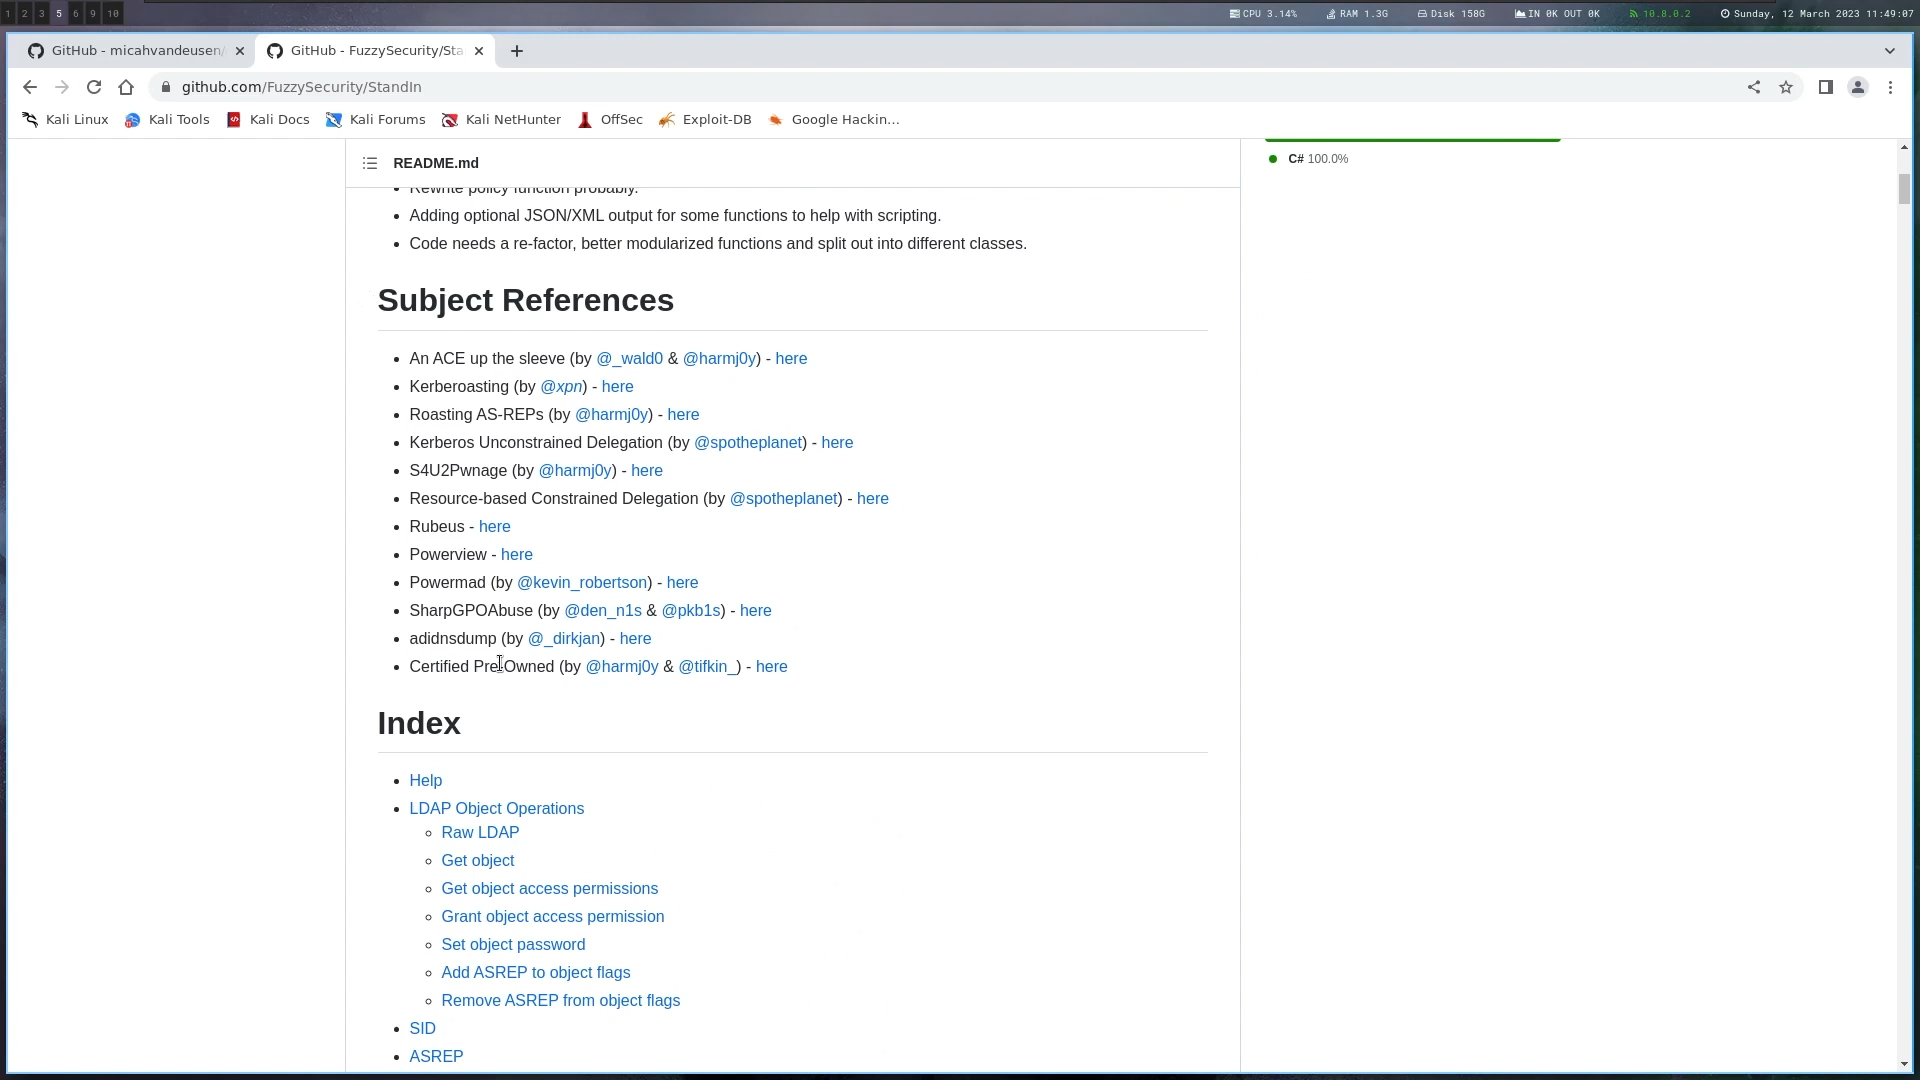 1 2 3 5 6 9 10 CPU 3.14% RAM 1.3G Disk 158G IN 0K OUT 0K 10.8.0.2 Sunday, 12 March 2023 11:49:07
GitHub - micahvandeusen/ GitHub - FuzzySecurity/Sta
github.com/FuzzySecurity/StandIn
Kali Linux Kali Tools Kali Docs Kali Forums Kali NetHunter OffSec Exploit-DB Google Hackin...
README.md
C# 100.0%
Rewrite policy function probably.
Adding optional JSON/XML output for some functions to help with scripting.
Code needs a re-factor, better modularized functions and split out into different classes.
Subject References
An ACE up the sleeve (by @_wald0 & @harmj0y) - here
Kerberoasting (by @xpn) - here
Roasting AS-REPs (by @harmj0y) - here
Kerberos Unconstrained Delegation (by @spotheplanet) - here
S4U2Pwnage (by @harmj0y) - here
Resource-based Constrained Delegation (by @spotheplanet) - here
Rubeus - here
Powerview - here
Powermad (by @kevin_robertson) - here
SharpGPOAbuse (by @den_n1s & @pkb1s) - here
adidnsdump (by @_dirkjan) - here
Certified Pre-Owned (by @harmj0y & @tifkin_) - here
Index
Help
LDAP Object Operations
Raw LDAP
Get object
Get object access permissions
Grant object access permission
Set object password
Add ASREP to object flags
Remove ASREP from object flags
SID
ASREP